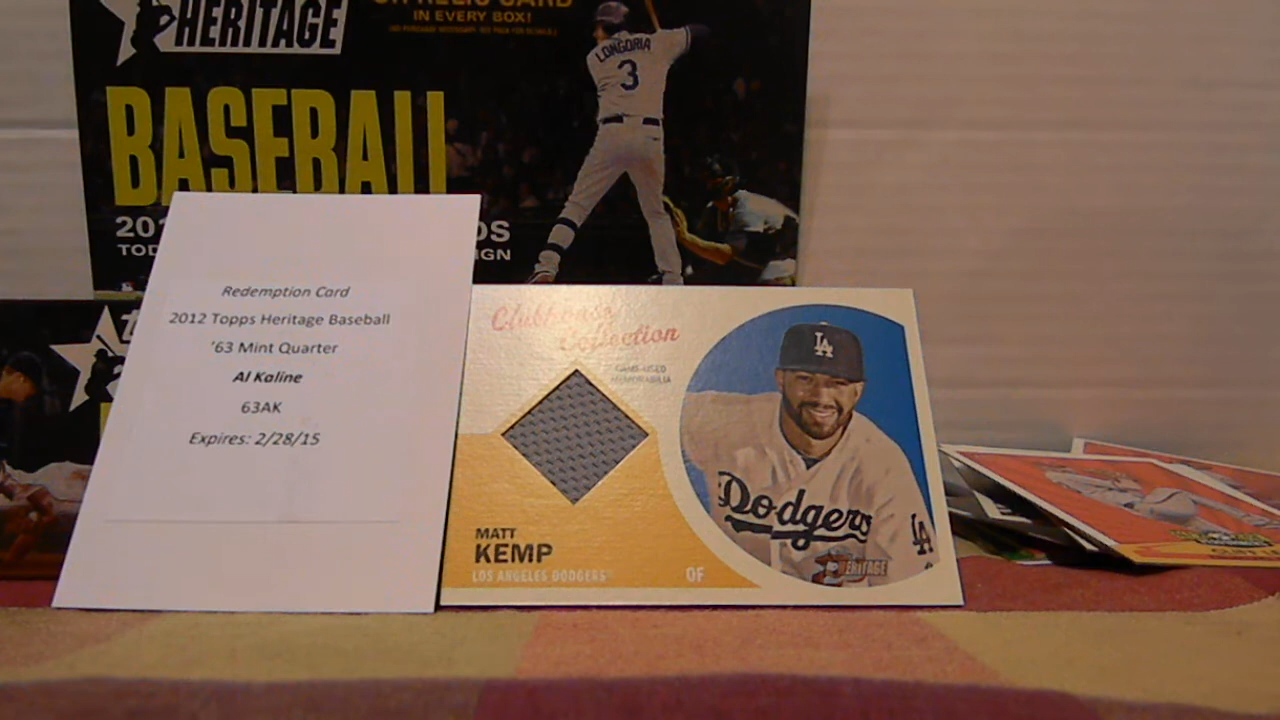 HERITAGE
IN EVERY BOX!
BASEBALL
LONGORIA
3
Redemption Card
2012 Topps Heritage Baseball
'63 Mint Quarter
Al Kaline
63AK
Expires: 2/28/15
Clubhouse
Collection
GAME-USED
MEMORABILIA
MATT
KEMP
LOS ANGELES DODGERS
OF
LA
Dodgers
LA
HERITAGE